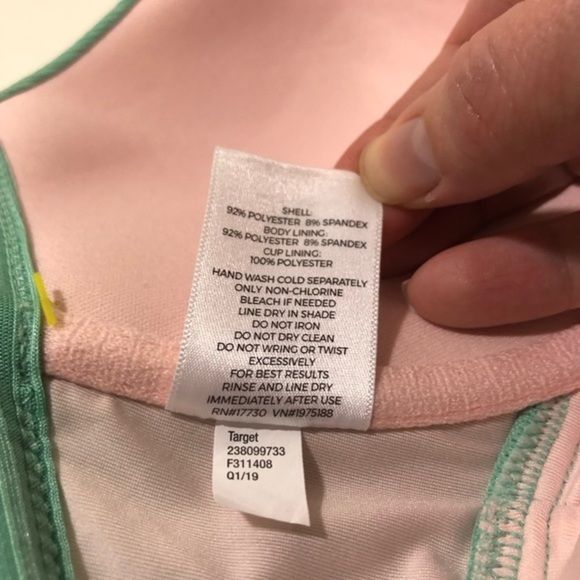 SHELL:
92% POLYESTER 8% SPANDEX
BODY LINING:
92% POLYESTER 8% SPANDEX
CUP LINING:
100% POLYESTER
HAND WASH COLD SEPARATELY
ONLY NON-CHLORINE
BLEACH IF NEEDED
LINE DRY IN SHADE
DO NOT IRON
DO NOT DRY CLEAN
DO NOT WRING OR TWIST
EXCESSIVELY
FOR BEST RESULTS
RINSE AND LINE DRY
IMMEDIATELY AFTER USE
RN#17730 VN#1975188
Target
238099733
F311408
Q1/19